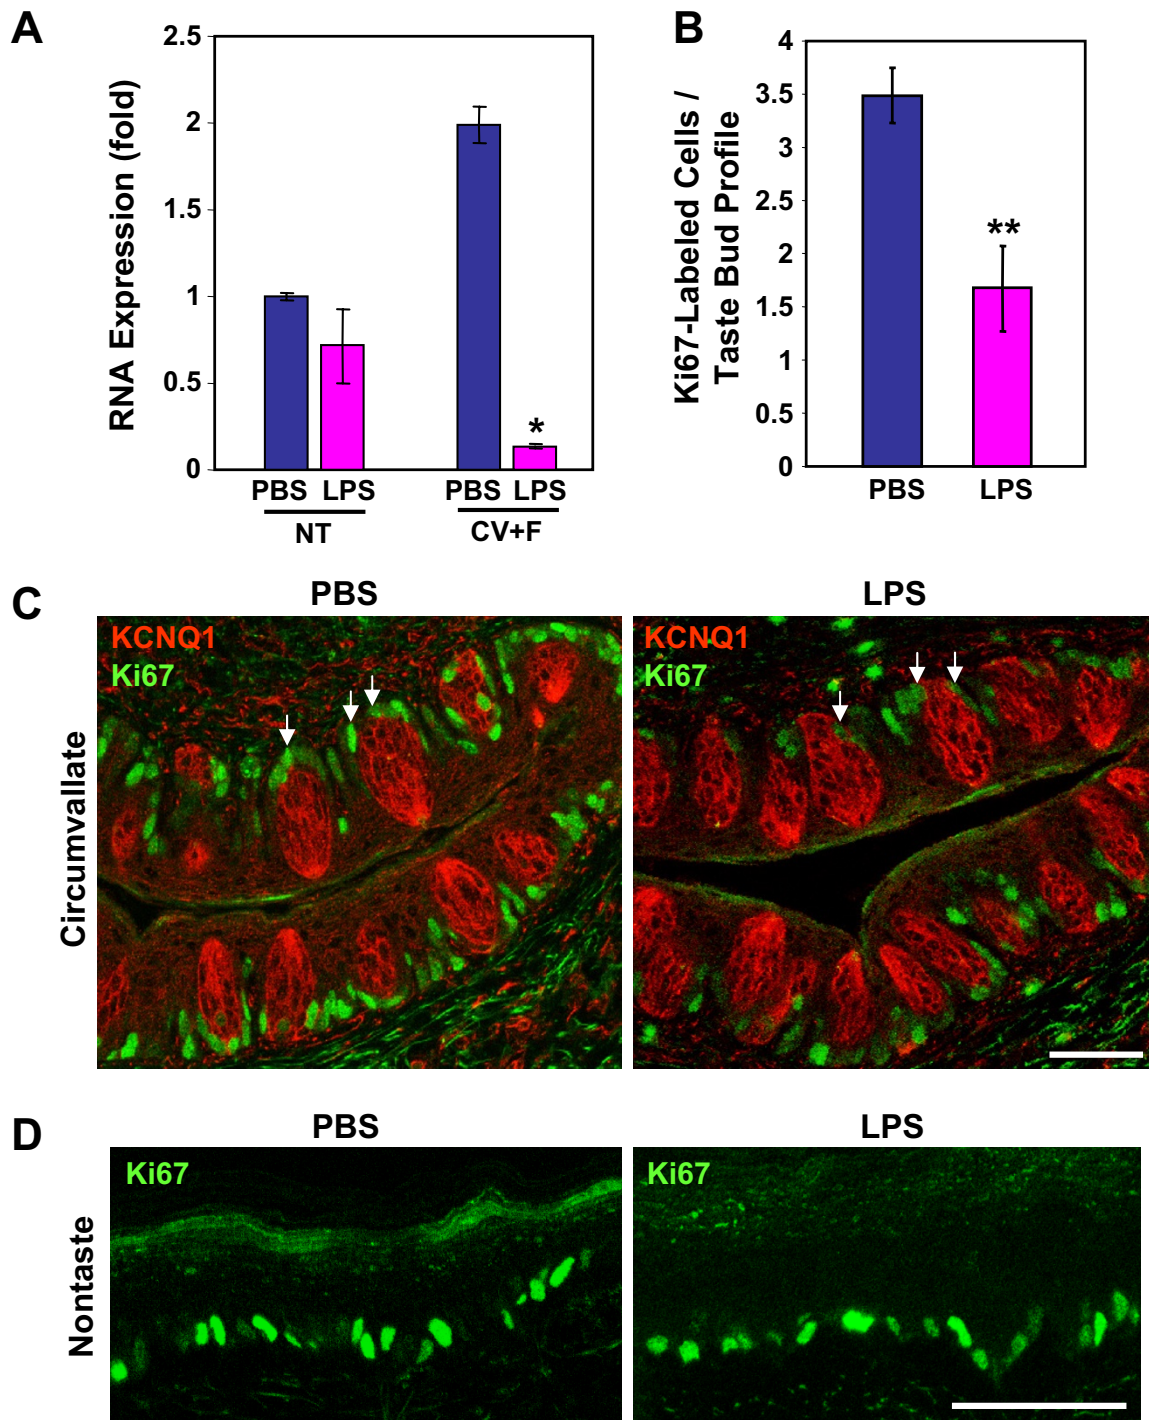 A
RNA Expression (fold)
2.5
2
1.5
1
0.5
0
*
PBS LPS PBS LPS
NT CV+F
B
Ki67-Labeled Cells /
Taste Bud Profile
4
3.5
3
2.5
2
1.5
1
0.5
0
**
PBS LPS
C
PBS LPS
Circumvallate
KCNQ1
Ki67
KCNQ1
Ki67
D
PBS LPS
Nontaste
Ki67
Ki67